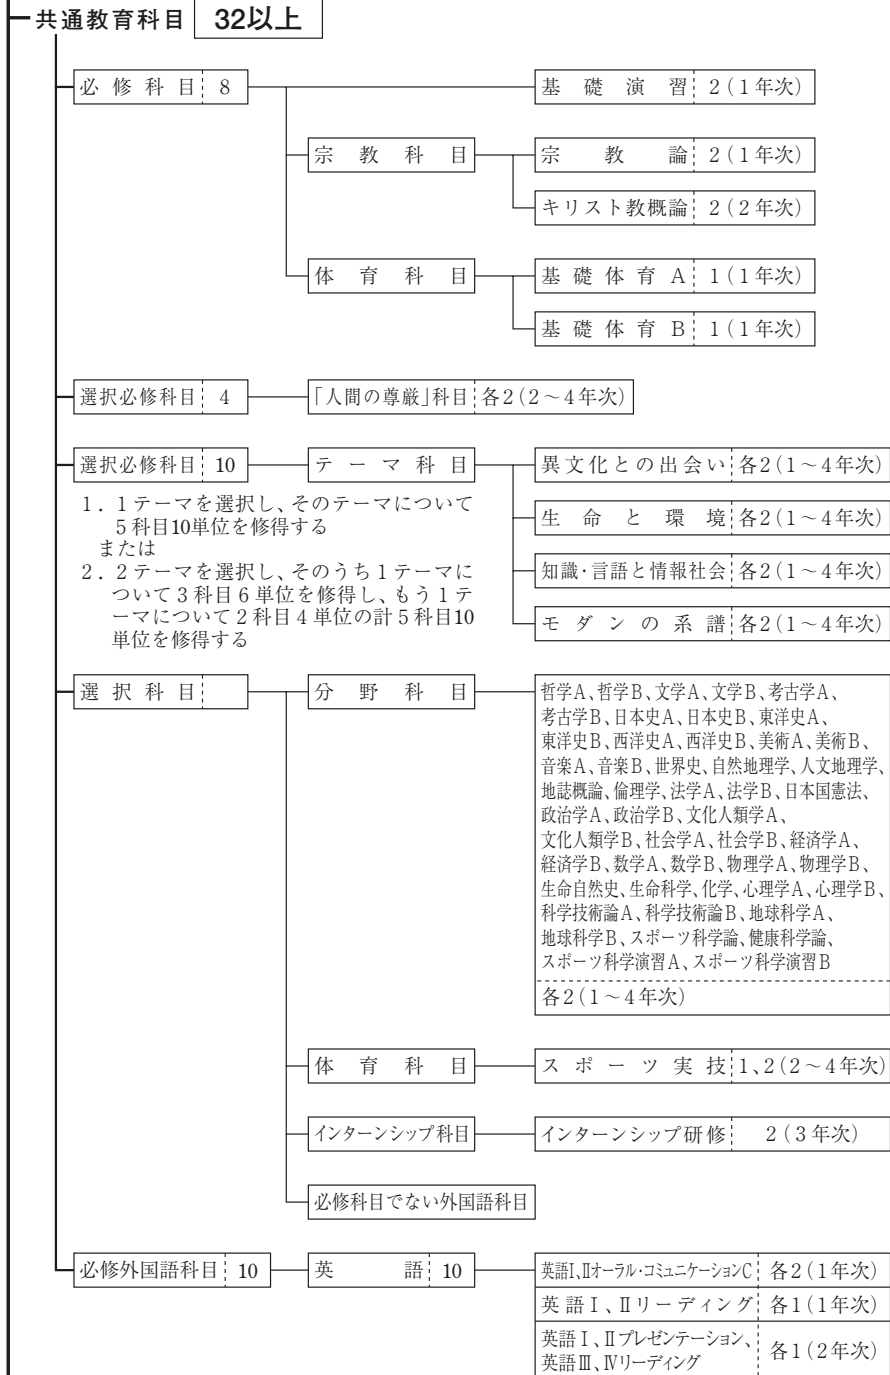 共通教育科目 32以上
必修科目 8
基礎演習 2(1年次)
宗教科目
宗教論 2(1年次)
キリスト教概論 2(2年次)
体育科目
基礎体育A 1(1年次)
基礎体育B 1(1年次)
選択必修科目 4
「人間の尊厳」科目 各2(2～4年次)
選択必修科目 10
テーマ科目
異文化との出会い 各2(1～4年次)
生命と環境 各2(1～4年次)
知識・言語と情報社会 各2(1～4年次)
モダンの系譜 各2(1～4年次)
1．1テーマを選択し、そのテーマについて
5科目10単位を修得する
または
2．2テーマを選択し、そのうち1テーマに
ついて3科目6単位を修得し、もう1テ
ーマについて2科目4単位の計5科目10
単位を修得する
選択科目
分野科目
哲学A、哲学B、文学A、文学B、考古学A、
考古学B、日本史A、日本史B、東洋史A、
東洋史B、西洋史A、西洋史B、美術A、美術B、
音楽A、音楽B、世界史、自然地理学、人文地理学、
地誌概論、倫理学、法学A、法学B、日本国憲法、
政治学A、政治学B、文化人類学A、
文化人類学B、社会学A、社会学B、経済学A、
経済学B、数学A、数学B、物理学A、物理学B、
生命自然史、生命科学、化学、心理学A、心理学B、
科学技術論A、科学技術論B、地球科学A、
地球科学B、スポーツ科学論、健康科学論、
スポーツ科学演習A、スポーツ科学演習B
各2(1～4年次)
体育科目
スポーツ実技 1、2(2～4年次)
インターンシップ科目
インターンシップ研修 2(3年次)
必修科目でない外国語科目
必修外国語科目 10
英語 10
英語Ⅰ、Ⅱオーラル・コミュニケーションC 各2(1年次)
英語Ⅰ、Ⅱリーディング 各1(1年次)
英語Ⅰ、Ⅱプレゼンテーション、
英語Ⅲ、Ⅳリーディング 各1(2年次)